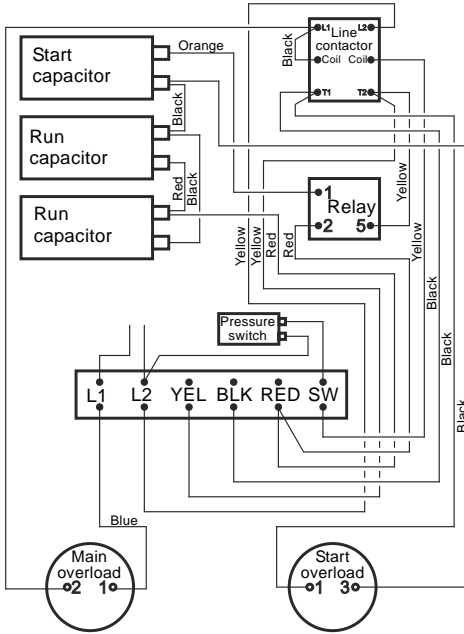 Start
capacitor
Orange
Black
Run
capacitor
Red
Black
Run
capacitor
L1
L2
Line
contactor
Black
Coil
Coil
T1
T2
1
Relay
2
5
Yellow
Yellow
Red
Red
Yellow
Yellow
Black
Black
Black
Pressure
switch
L1
L2
YEL
BLK
RED
SW
Blue
Main
overload
2
1
Start
overload
1
3